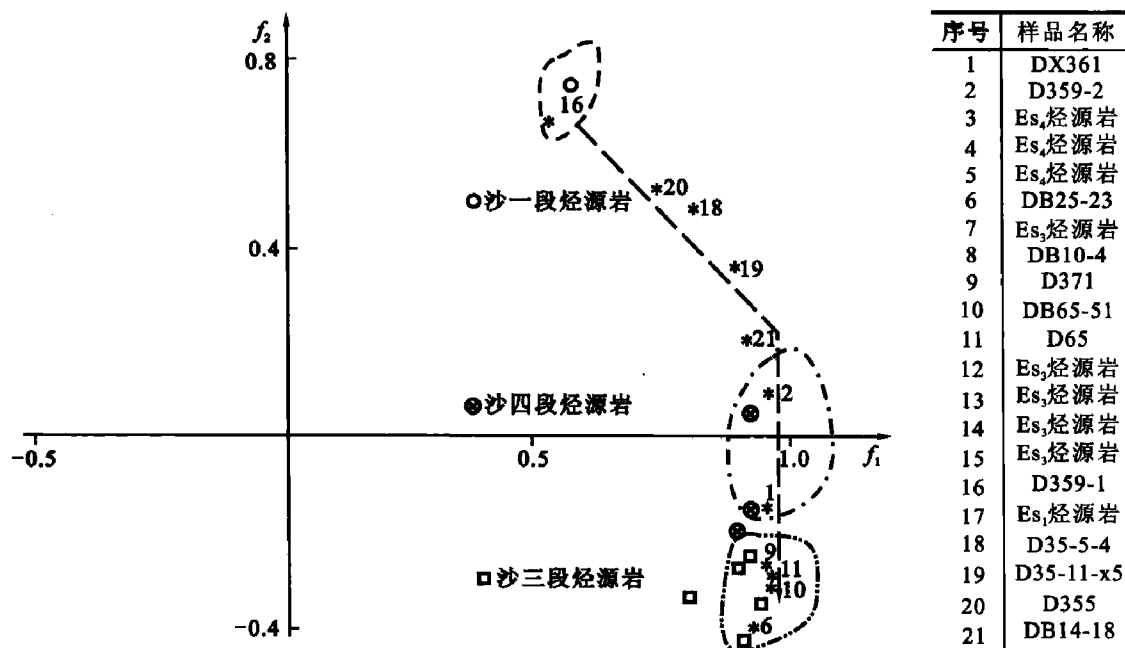 f₂
0.8
16
*20
*18
沙一段烃源岩
0.4
*19
*21
*2
沙四段烃源岩
−0.5
0.5
1.0
f₁
1
9
11
10
沙三段烃源岩
*6
−0.4
序号 样品名称
1 DX361
2 D359-2
3 Es₄烃源岩
4 Es₄烃源岩
5 Es₄烃源岩
6 DB25-23
7 Es₃烃源岩
8 DB10-4
9 D371
10 DB65-51
11 D65
12 Es₃烃源岩
13 Es₃烃源岩
14 Es₃烃源岩
15 Es₃烃源岩
16 D359-1
17 Es₁烃源岩
18 D35-5-4
19 D35-11-x5
20 D355
21 DB14-18